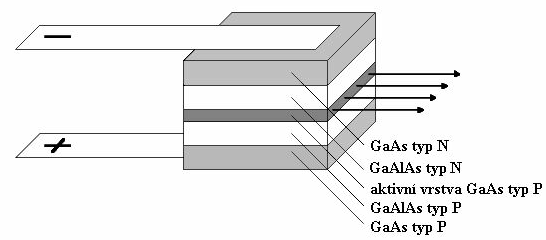 −
+
GaAs typ N
GaAlAs typ N
aktivní vrstva GaAs typ P
GaAlAs typ P
GaAs typ P